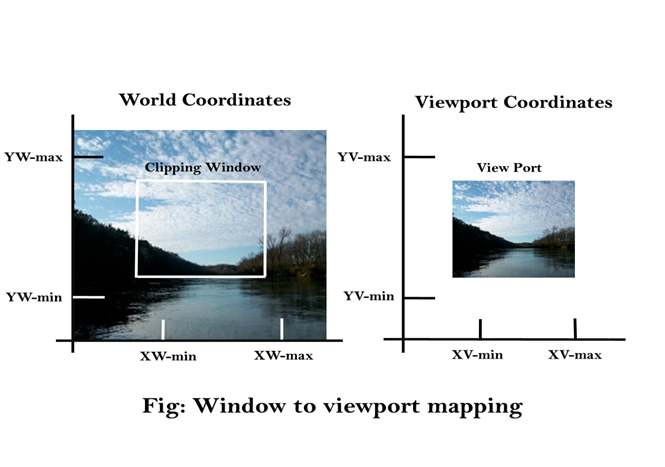 World Coordinates
YW-max
Clipping Window
YW-min
XW-min
XW-max
Viewport Coordinates
YV-max
View Port
YV-min
XV-min
XV-max
Fig: Window to viewport mapping